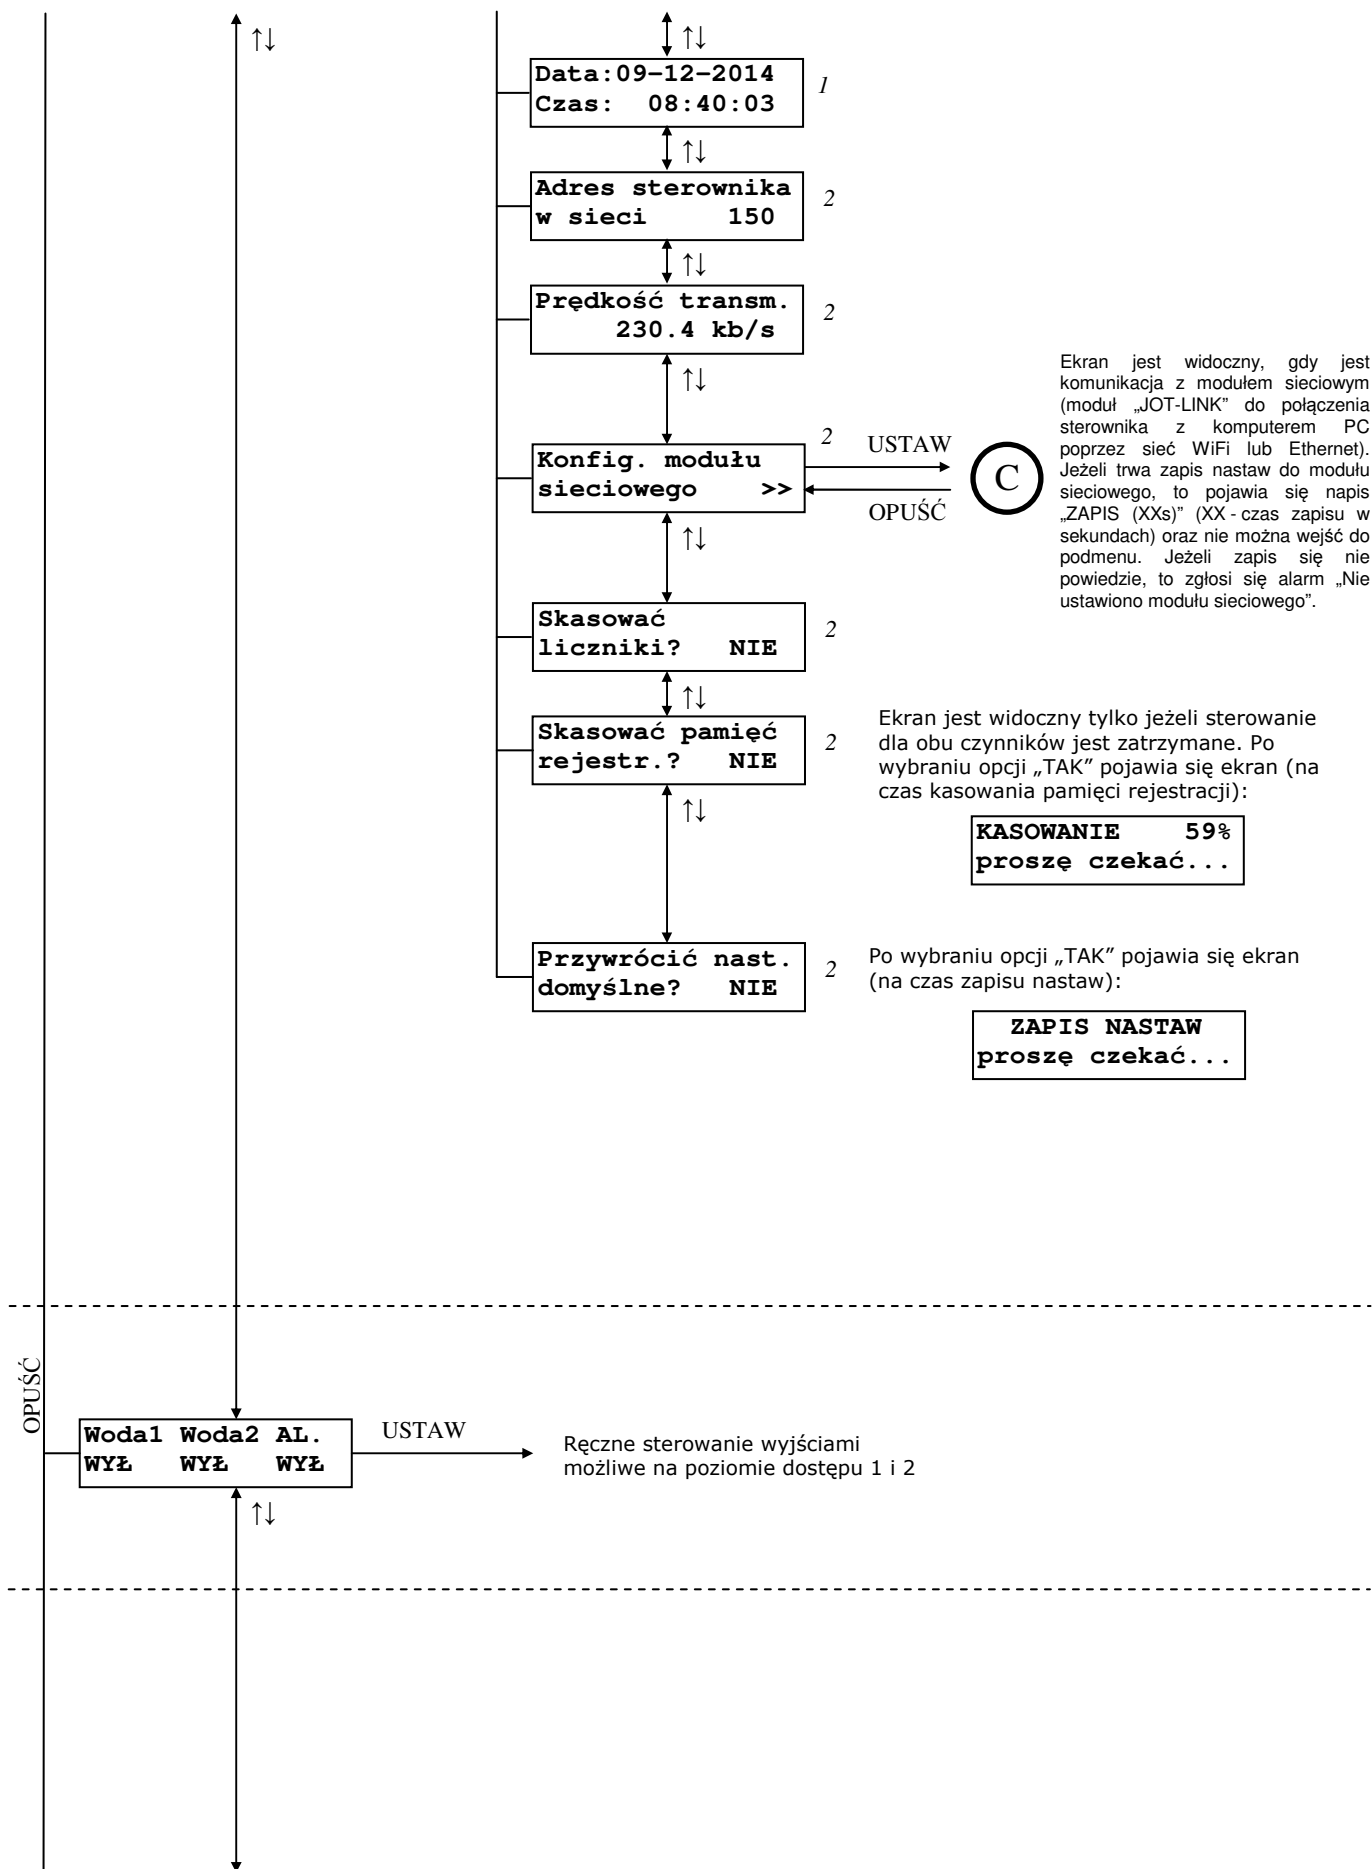 ↑↓
↑↓
Data:09-12-2014
Czas: 08:40:03
1
↑↓
Adres sterownika
w sieci 150
2
↑↓
Prędkość transm.
230.4 kb/s
2
↑↓
Konfig. modułu
sieciowego >>
2
USTAW
OPUŚĆ
C
Ekran jest widoczny, gdy jest
komunikacja z modułem sieciowym
(moduł „JOT-LINK” do połączenia
sterownika z komputerem PC
poprzez sieć WiFi lub Ethernet).
Jeżeli trwa zapis nastaw do modułu
sieciowego, to pojawia się napis
„ZAPIS (XXs)” (XX - czas zapisu w
sekundach) oraz nie można wejść do
podmenu. Jeżeli zapis się nie
powiedzie, to zgłosi się alarm „Nie
ustawiono modułu sieciowego”.
↑↓
Skasować
liczniki? NIE
2
↑↓
Skasować pamięć
rejestr.? NIE
2
Ekran jest widoczny tylko jeżeli sterowanie
dla obu czynników jest zatrzymane. Po
wybraniu opcji „TAK” pojawia się ekran (na
czas kasowania pamięci rejestracji):
KASOWANIE 59%
proszę czekać...
↑↓
Przywrócić nast.
domyślne? NIE
2
Po wybraniu opcji „TAK” pojawia się ekran
(na czas zapisu nastaw):
ZAPIS NASTAW
proszę czekać...
OPUŚĆ
Woda1 Woda2 AL.
WYŁ WYŁ WYŁ
USTAW
Ręczne sterowanie wyjściami
możliwe na poziomie dostępu 1 i 2
↑↓